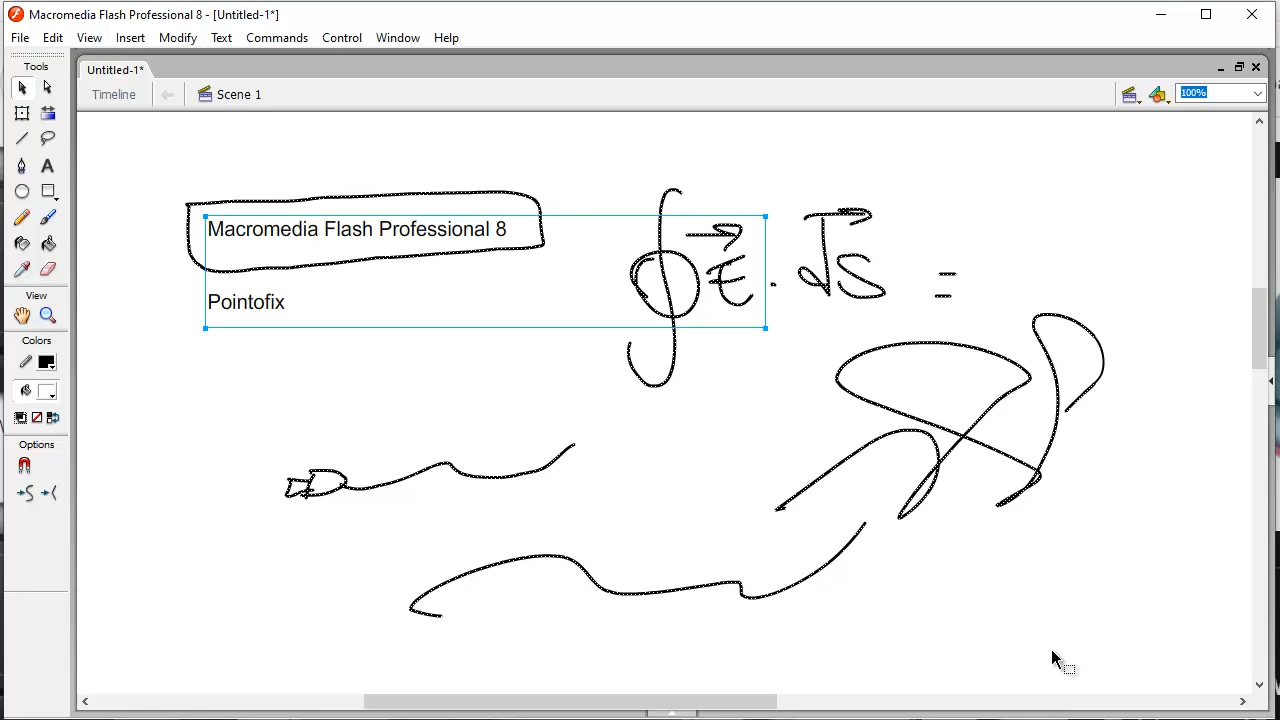 Macromedia Flash Professional 8 - [Untitled-1*]
File Edit View Insert Modify Text Commands Control Window Help
Tools
Untitled-1*
Timeline
Scene 1
100%
Macromedia Flash Professional 8
∮ E⃗ . dS⃗ =
Pointofix
View
Colors
Options